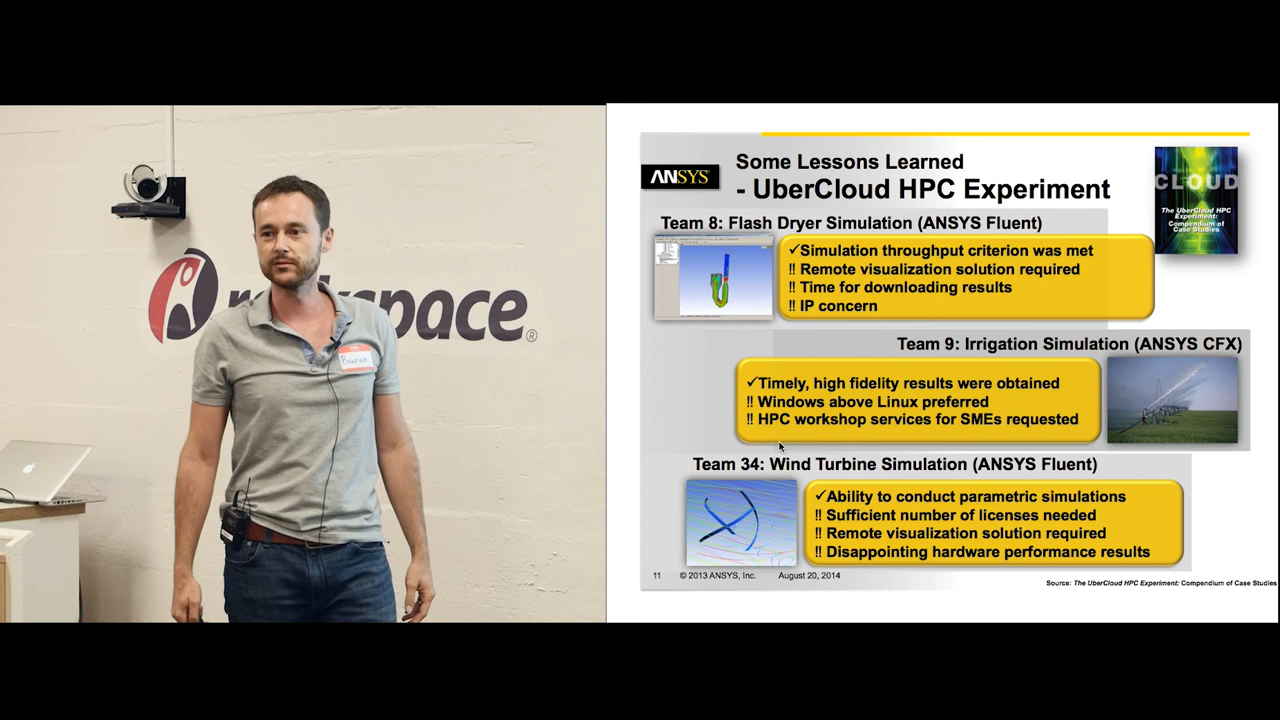 rackspace®
Burak
ANSYS
Some Lessons Learned
- UberCloud HPC Experiment
CLOUD
The UberCloud HPC
Experiment:
Compendium of
Case Studies
Team 8: Flash Dryer Simulation (ANSYS Fluent)
✓Simulation throughput criterion was met
!! Remote visualization solution required
!! Time for downloading results
!! IP concern
Team 9: Irrigation Simulation (ANSYS CFX)
✓Timely, high fidelity results were obtained
!! Windows above Linux preferred
!! HPC workshop services for SMEs requested
Team 34: Wind Turbine Simulation (ANSYS Fluent)
✓Ability to conduct parametric simulations
!! Sufficient number of licenses needed
!! Remote visualization solution required
!! Disappointing hardware performance results
11 © 2013 ANSYS, Inc. August 20, 2014
Source: The UberCloud HPC Experiment: Compendium of Case Studies